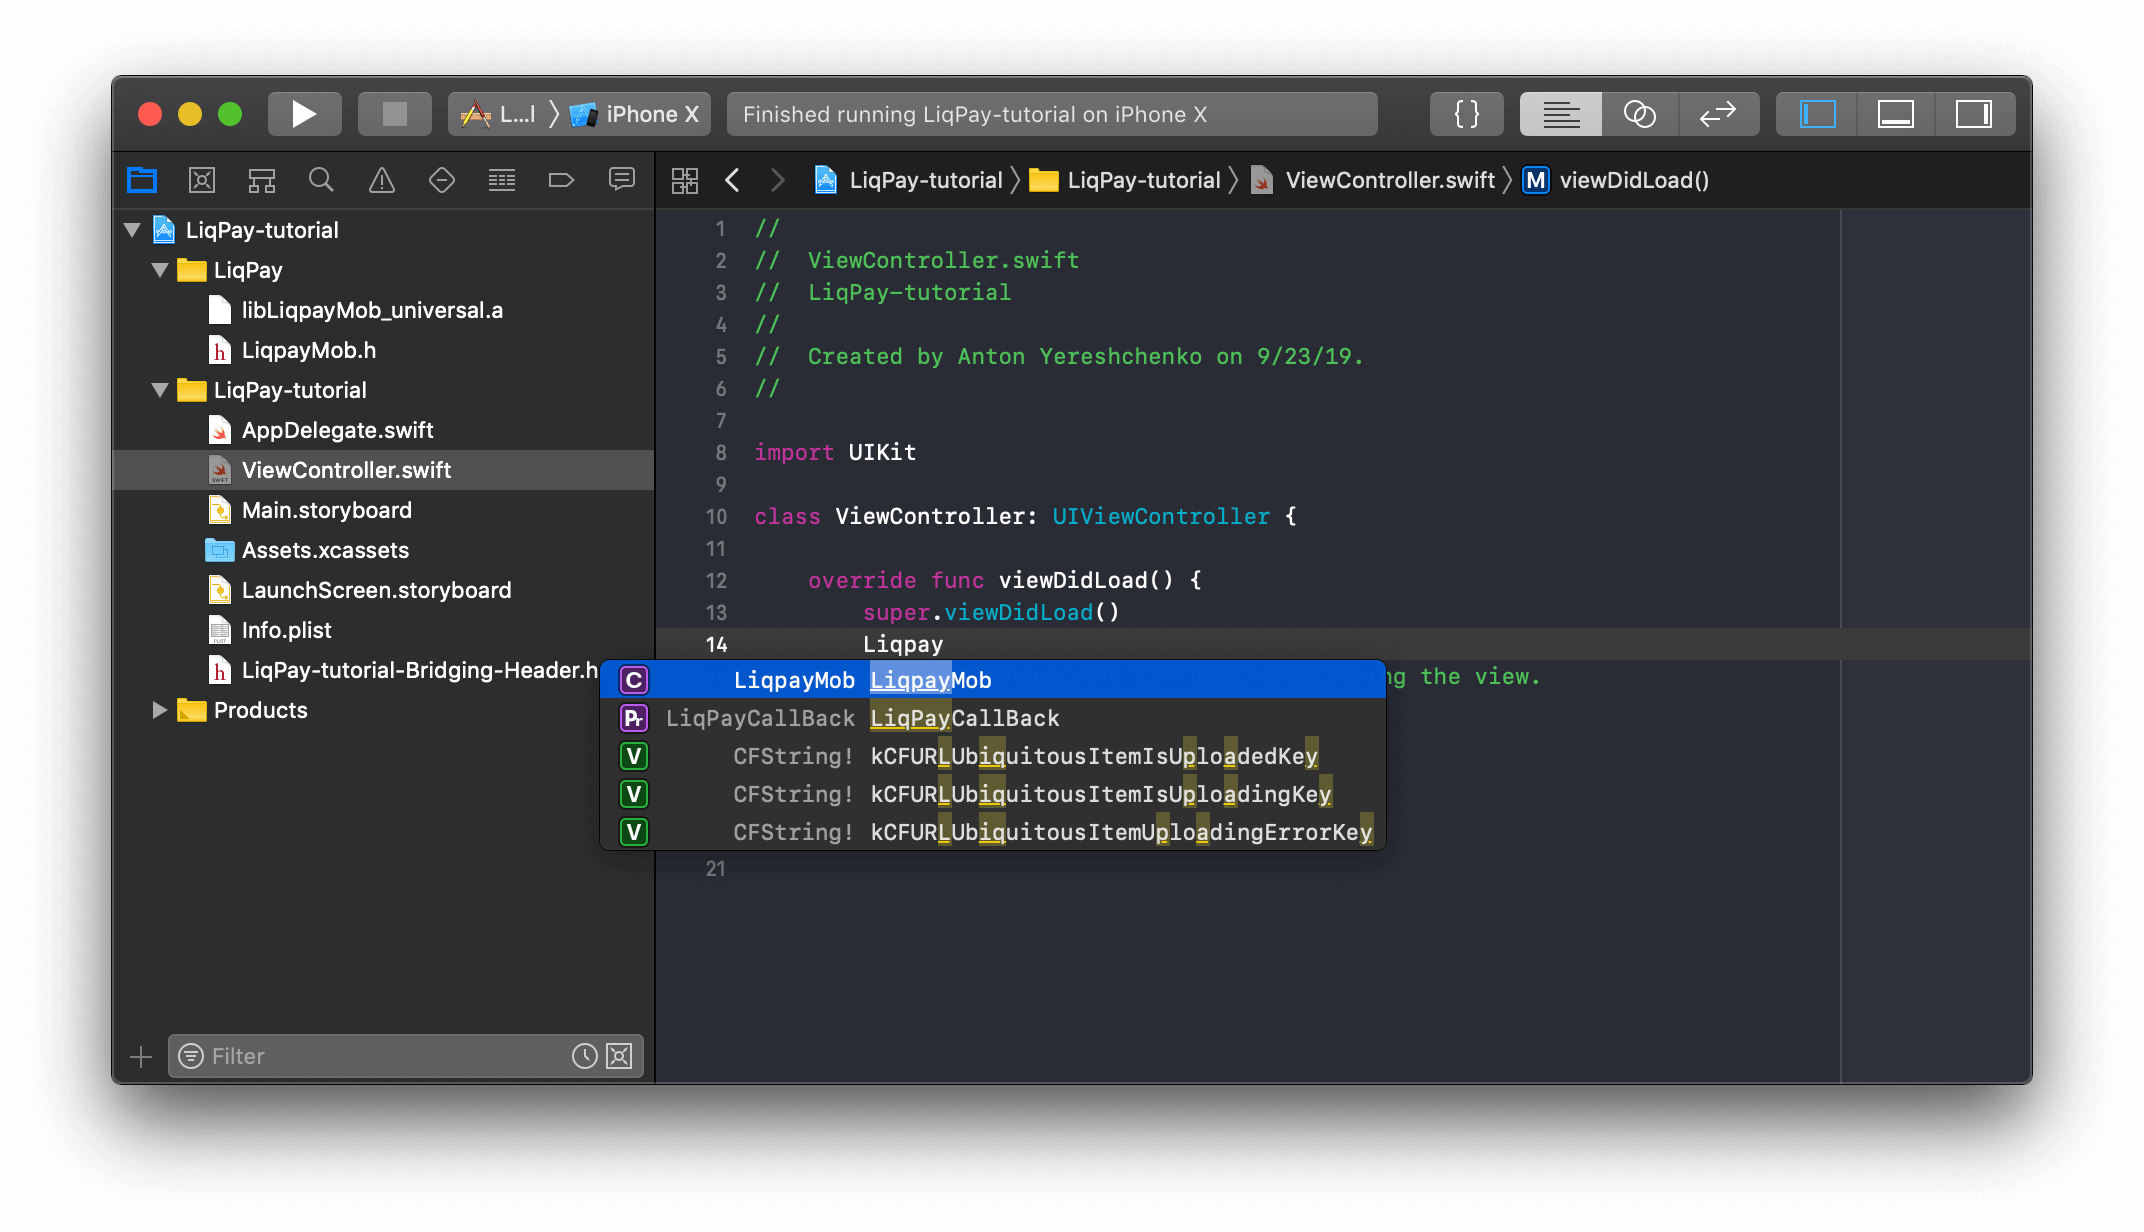 L...l 〉 iPhone X
Finished running LiqPay-tutorial on iPhone X
{ }
LiqPay-tutorial 〉 LiqPay-tutorial 〉 ViewController.swift 〉 M viewDidLoad()
LiqPay-tutorial
LiqPay
libLiqpayMob_universal.a
h LiqpayMob.h
LiqPay-tutorial
AppDelegate.swift
ViewController.swift
Main.storyboard
Assets.xcassets
LaunchScreen.storyboard
Info.plist
h LiqPay-tutorial-Bridging-Header.h
Products
Filter
1 //
2 //  ViewController.swift
3 //  LiqPay-tutorial
4 //
5 //  Created by Anton Yereshchenko on 9/23/19.
6 //
7
8 import UIKit
9
10 class ViewController: UIViewController {
11
12     override func viewDidLoad() {
13         super.viewDidLoad()
14         Liqpay
the view.
C LiqpayMob LiqpayMob
Pr LiqPayCallBack LiqPayCallBack
V CFString! kCFURLUbiquitousItemIsUploadedKey
V CFString! kCFURLUbiquitousItemIsUploadingKey
V CFString! kCFURLUbiquitousItemUploadingErrorKey
21